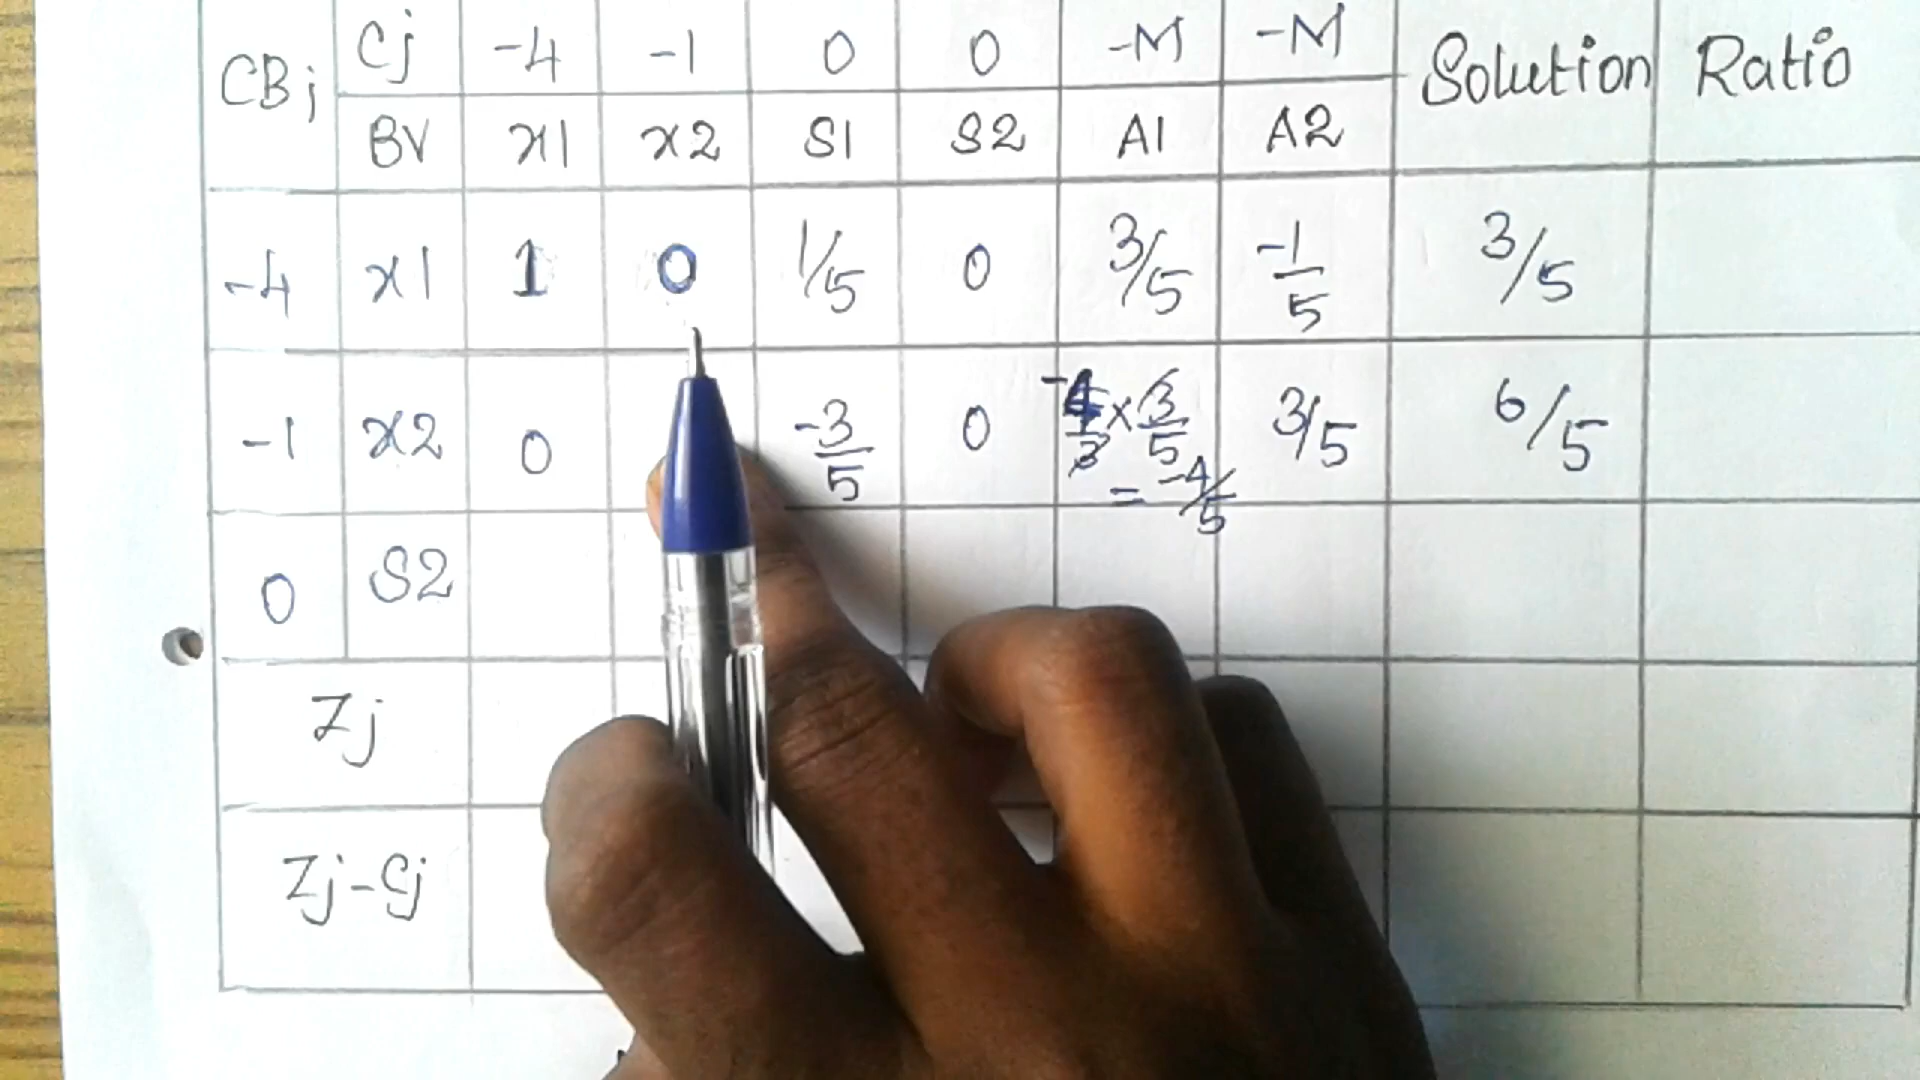 CBj Cj -4 -1 0 0 -M -M Solution Ratio
BV x1 x2 S1 S2 A1 A2
-4 x1 1 0 1/5 0 3/5 -1/5 3/5
-1 x2 0 -3/5 0 × 3/5 3/5 6/5
= -4/5
0 S2
Zj
Zj-Cj